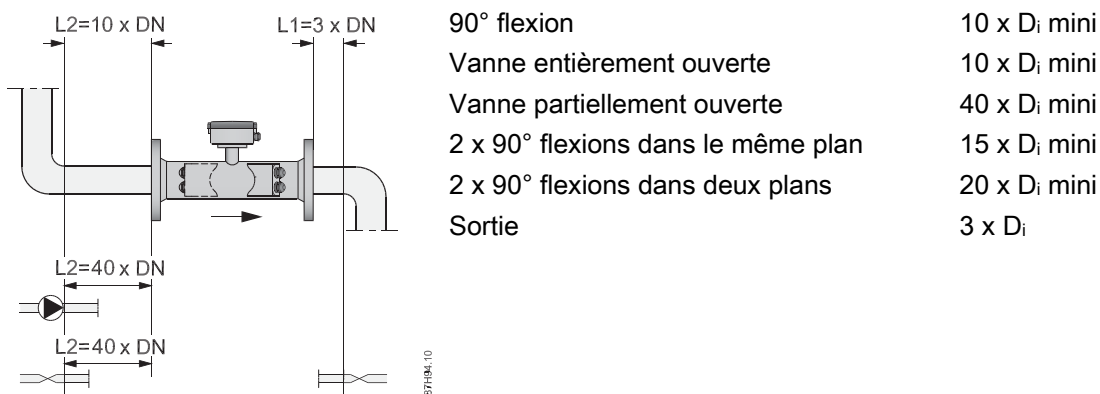 L2=10 x DN
L1=3 x DN
90° flexion 10 x Di mini
Vanne entièrement ouverte 10 x Di mini
Vanne partiellement ouverte 40 x Di mini
2 x 90° flexions dans le même plan 15 x Di mini
2 x 90° flexions dans deux plans 20 x Di mini
Sortie 3 x Di
L2=40 x DN
L2=40 x DN
87H94.10